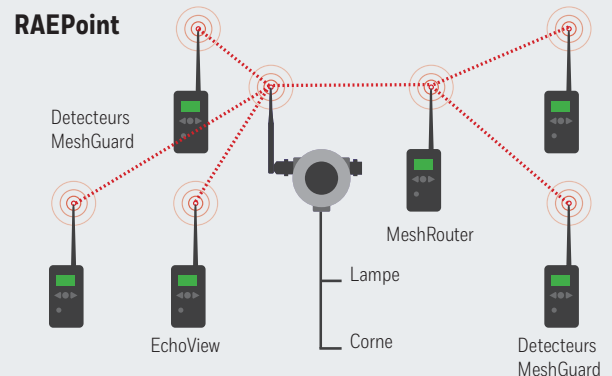 RAEPoint
Detecteurs
MeshGuard
MeshRouter
Lampe
EchoView
Corne
Detecteurs
MeshGuard